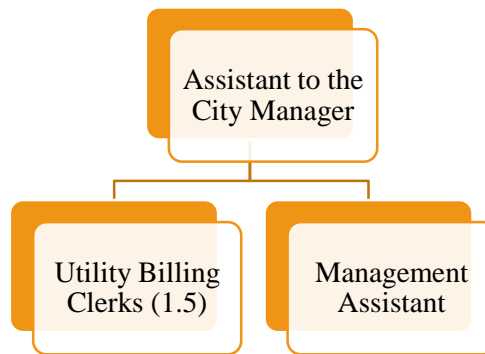 Assistant to the
City Manager
Utility Billing
Clerks (1.5)
Management
Assistant